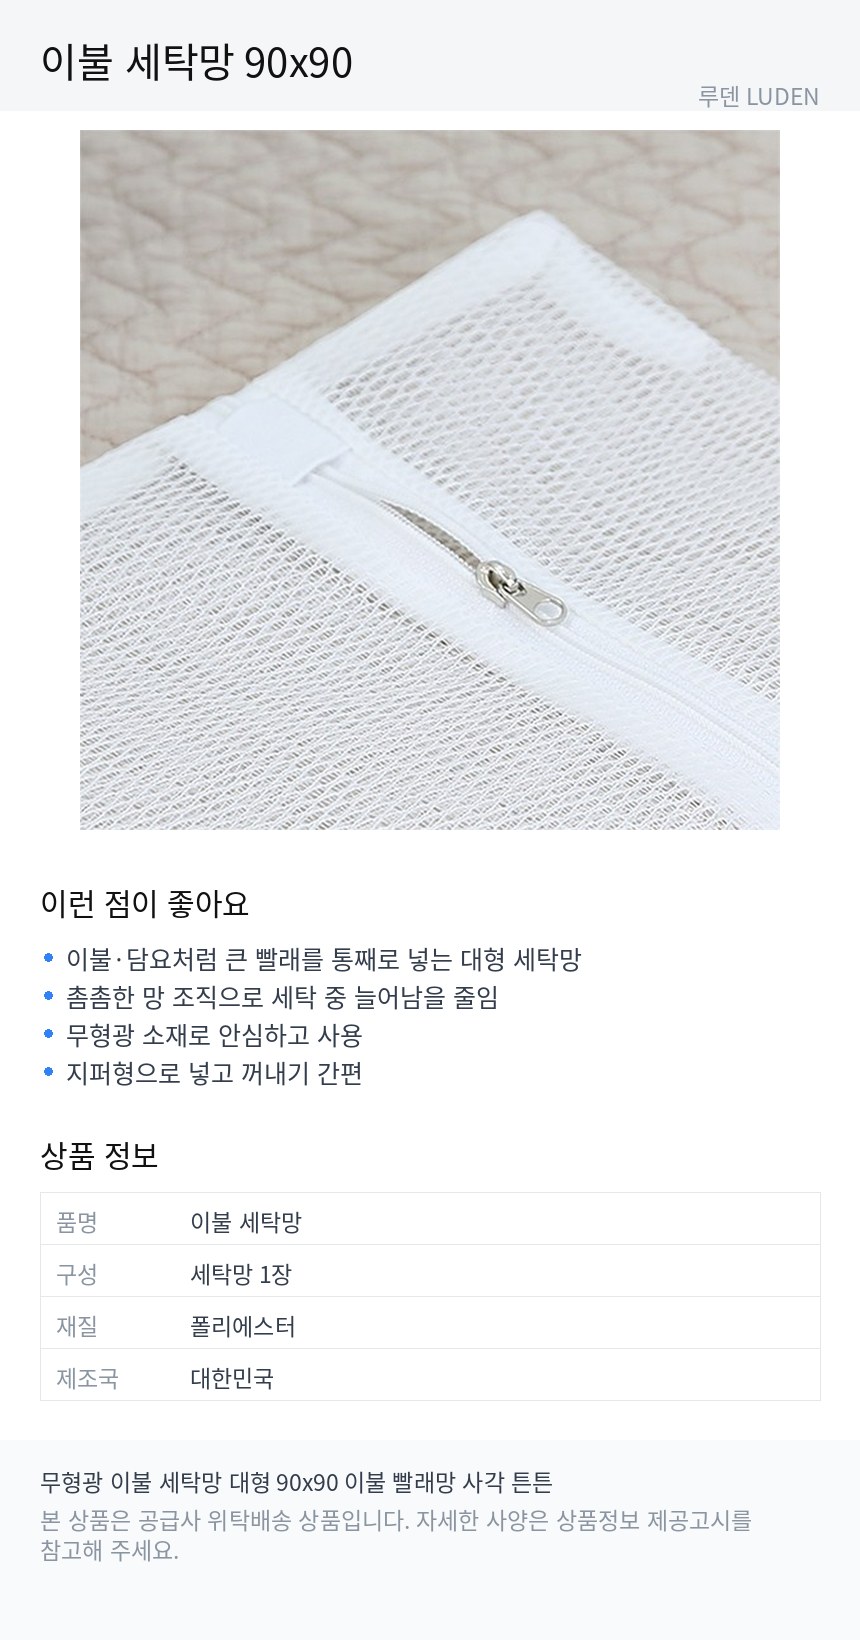 이불 세탁망 90x90
루덴 LUDEN
이런 점이 좋아요
이불·담요처럼 큰 빨래를 통째로 넣는 대형 세탁망
촘촘한 망 조직으로 세탁 중 늘어남을 줄임
무형광 소재로 안심하고 사용
지퍼형으로 넣고 꺼내기 간편
상품 정보
품명 이불 세탁망
구성 세탁망 1장
재질 폴리에스터
제조국 대한민국
무형광 이불 세탁망 대형 90x90 이불 빨래망 사각 튼튼
본 상품은 공급사 위탁배송 상품입니다. 자세한 사양은 상품정보 제공고시를
참고해 주세요.